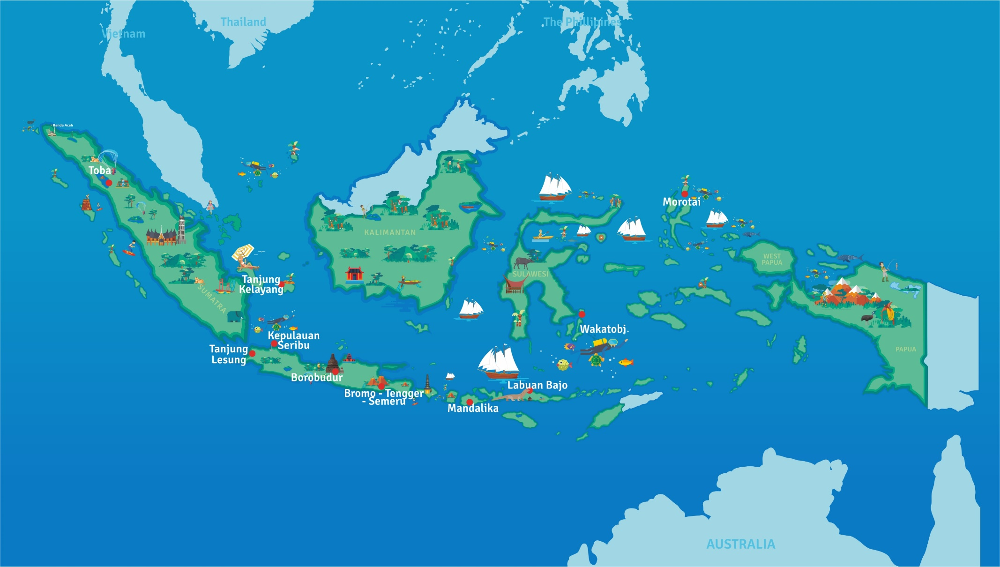 Thailand
The Phillipines
Vietnam
Banda Aceh
Toba
Morotai
KALIMANTAN
WEST
PAPUA
SULAWESI
Tanjung
Kelayang
SUMATRA
Wakatobj.
Kepulauan
Seribu
Tanjung
Lesung
PAPUA
Borobudur
Labuan Bajo
Bromo - Tengger
- Semeru
Mandalika
AUSTRALIA